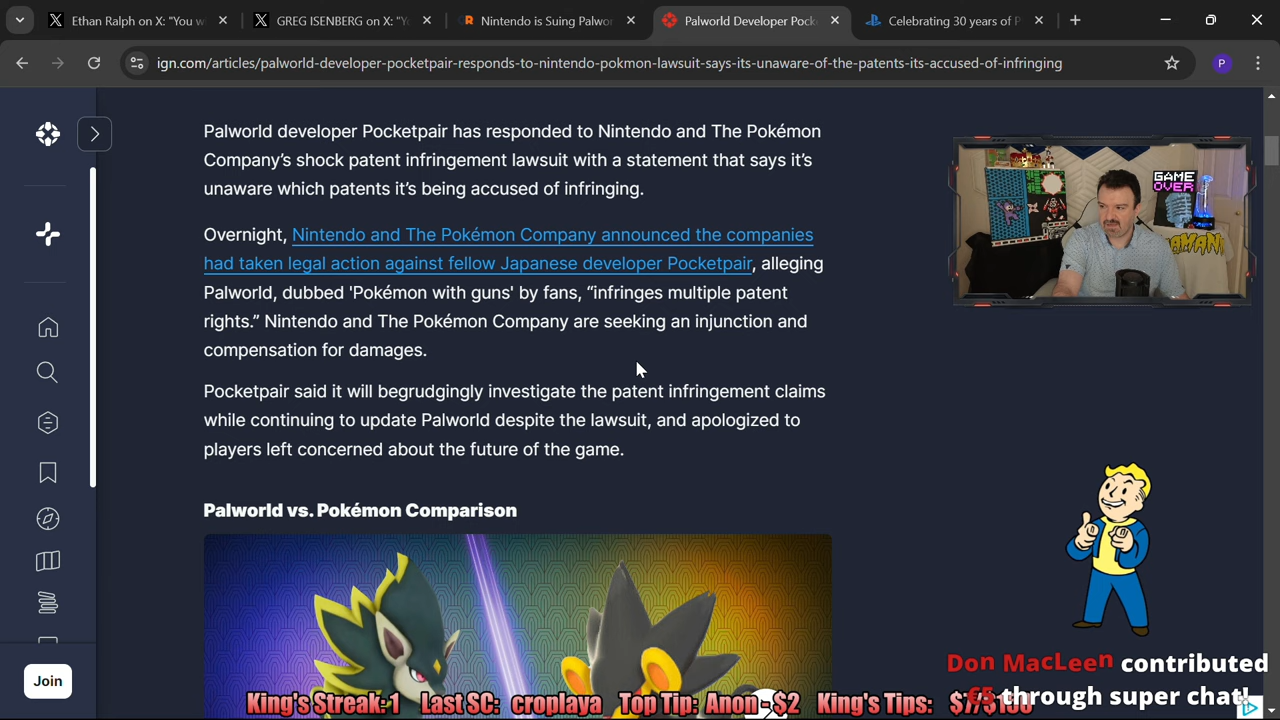 Ethan Ralph on X: "You w
GREG ISENBERG on X: "Y
Nintendo is Suing Palwor
Palworld Developer Pock
Celebrating 30 years of P
ign.com/articles/palworld-developer-pocketpair-responds-to-nintendo-pokmon-lawsuit-says-its-unaware-of-the-patents-its-accused-of-infringing
P
Palworld developer Pocketpair has responded to Nintendo and The Pokémon
Company's shock patent infringement lawsuit with a statement that says it's
unaware which patents it's being accused of infringing.
GAME
OVER
Overnight, Nintendo and The Pokémon Company announced the companies
had taken legal action against fellow Japanese developer Pocketpair, alleging
Palworld, dubbed 'Pokémon with guns' by fans, “infringes multiple patent
rights.” Nintendo and The Pokémon Company are seeking an injunction and
compensation for damages.
Pocketpair said it will begrudgingly investigate the patent infringement claims
while continuing to update Palworld despite the lawsuit, and apologized to
players left concerned about the future of the game.
Palworld vs. Pokémon Comparison
Join
Don MacLeen contributed
€5 through super chat!
King's Streak: 1 Last SC: croplaya Top Tip: Anon - $2 King's Tips: